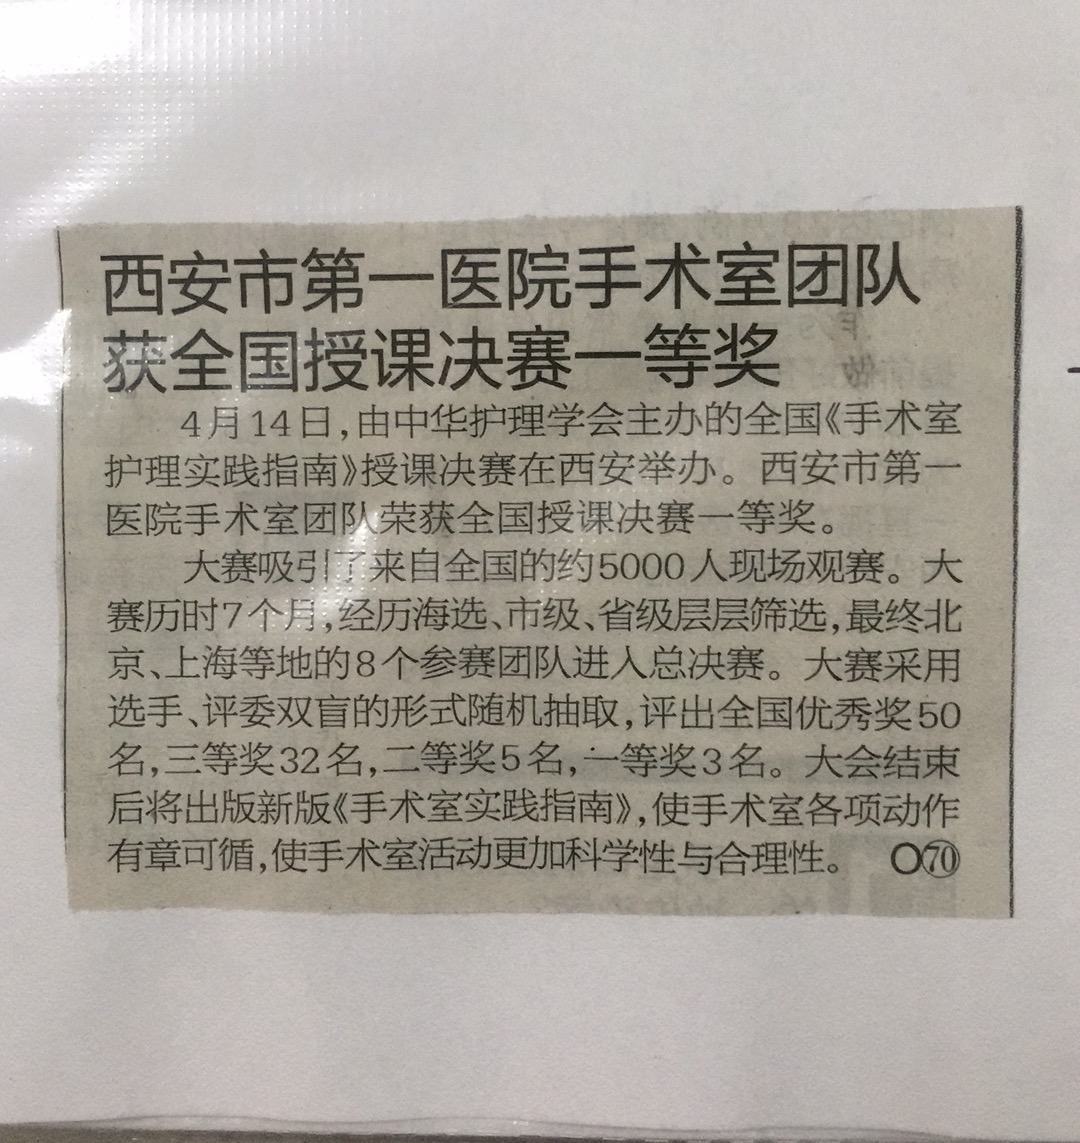 西安市第一医院手术室团队
获全国授课决赛一等奖
4月14日,由中华护理学会主办的全国《手术室
护理实践指南》授课决赛在西安举办。西安市第一
医院手术室团队荣获全国授课决赛一等奖。
大赛吸引了来自全国的约5000人现场观赛。大
赛历时7个月,经历海选、市级、省级层层筛选,最终北
京、上海等地的8个参赛团队进入总决赛。大赛采用
选手、评委双盲的形式随机抽取,评出全国优秀奖50
名,三等奖32名,二等奖5名,一等奖3名。大会结束
后将出版新版《手术室实践指南》,使手术室各项动作
有章可循,使手术室活动更加科学性与合理性。 〇⑦⓪